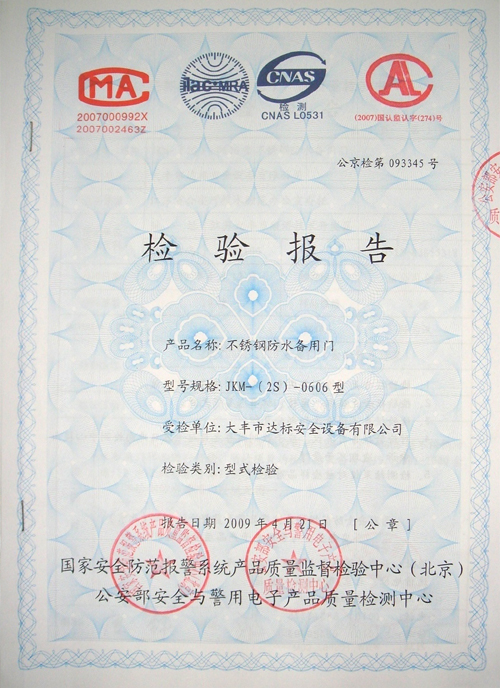 CMA
ilac-MRA
CNAS
CAL
检测
CNAS L0531
2007000992X
2007002463Z
(2007)国认监认字(274)号
公京检第 093345 号
检验报告
产品名称: 不锈钢防水备用门
型号规格: JKM-(2S)-0606 型
受检单位: 大丰市达标安全设备有限公司
检验类别: 型式检验
报告日期 2009 年 4 月 21 日 [公章]
国家安全防范报警系统产品质量监督检验中心(北京)
公安部安全与警用电子产品质量检测中心